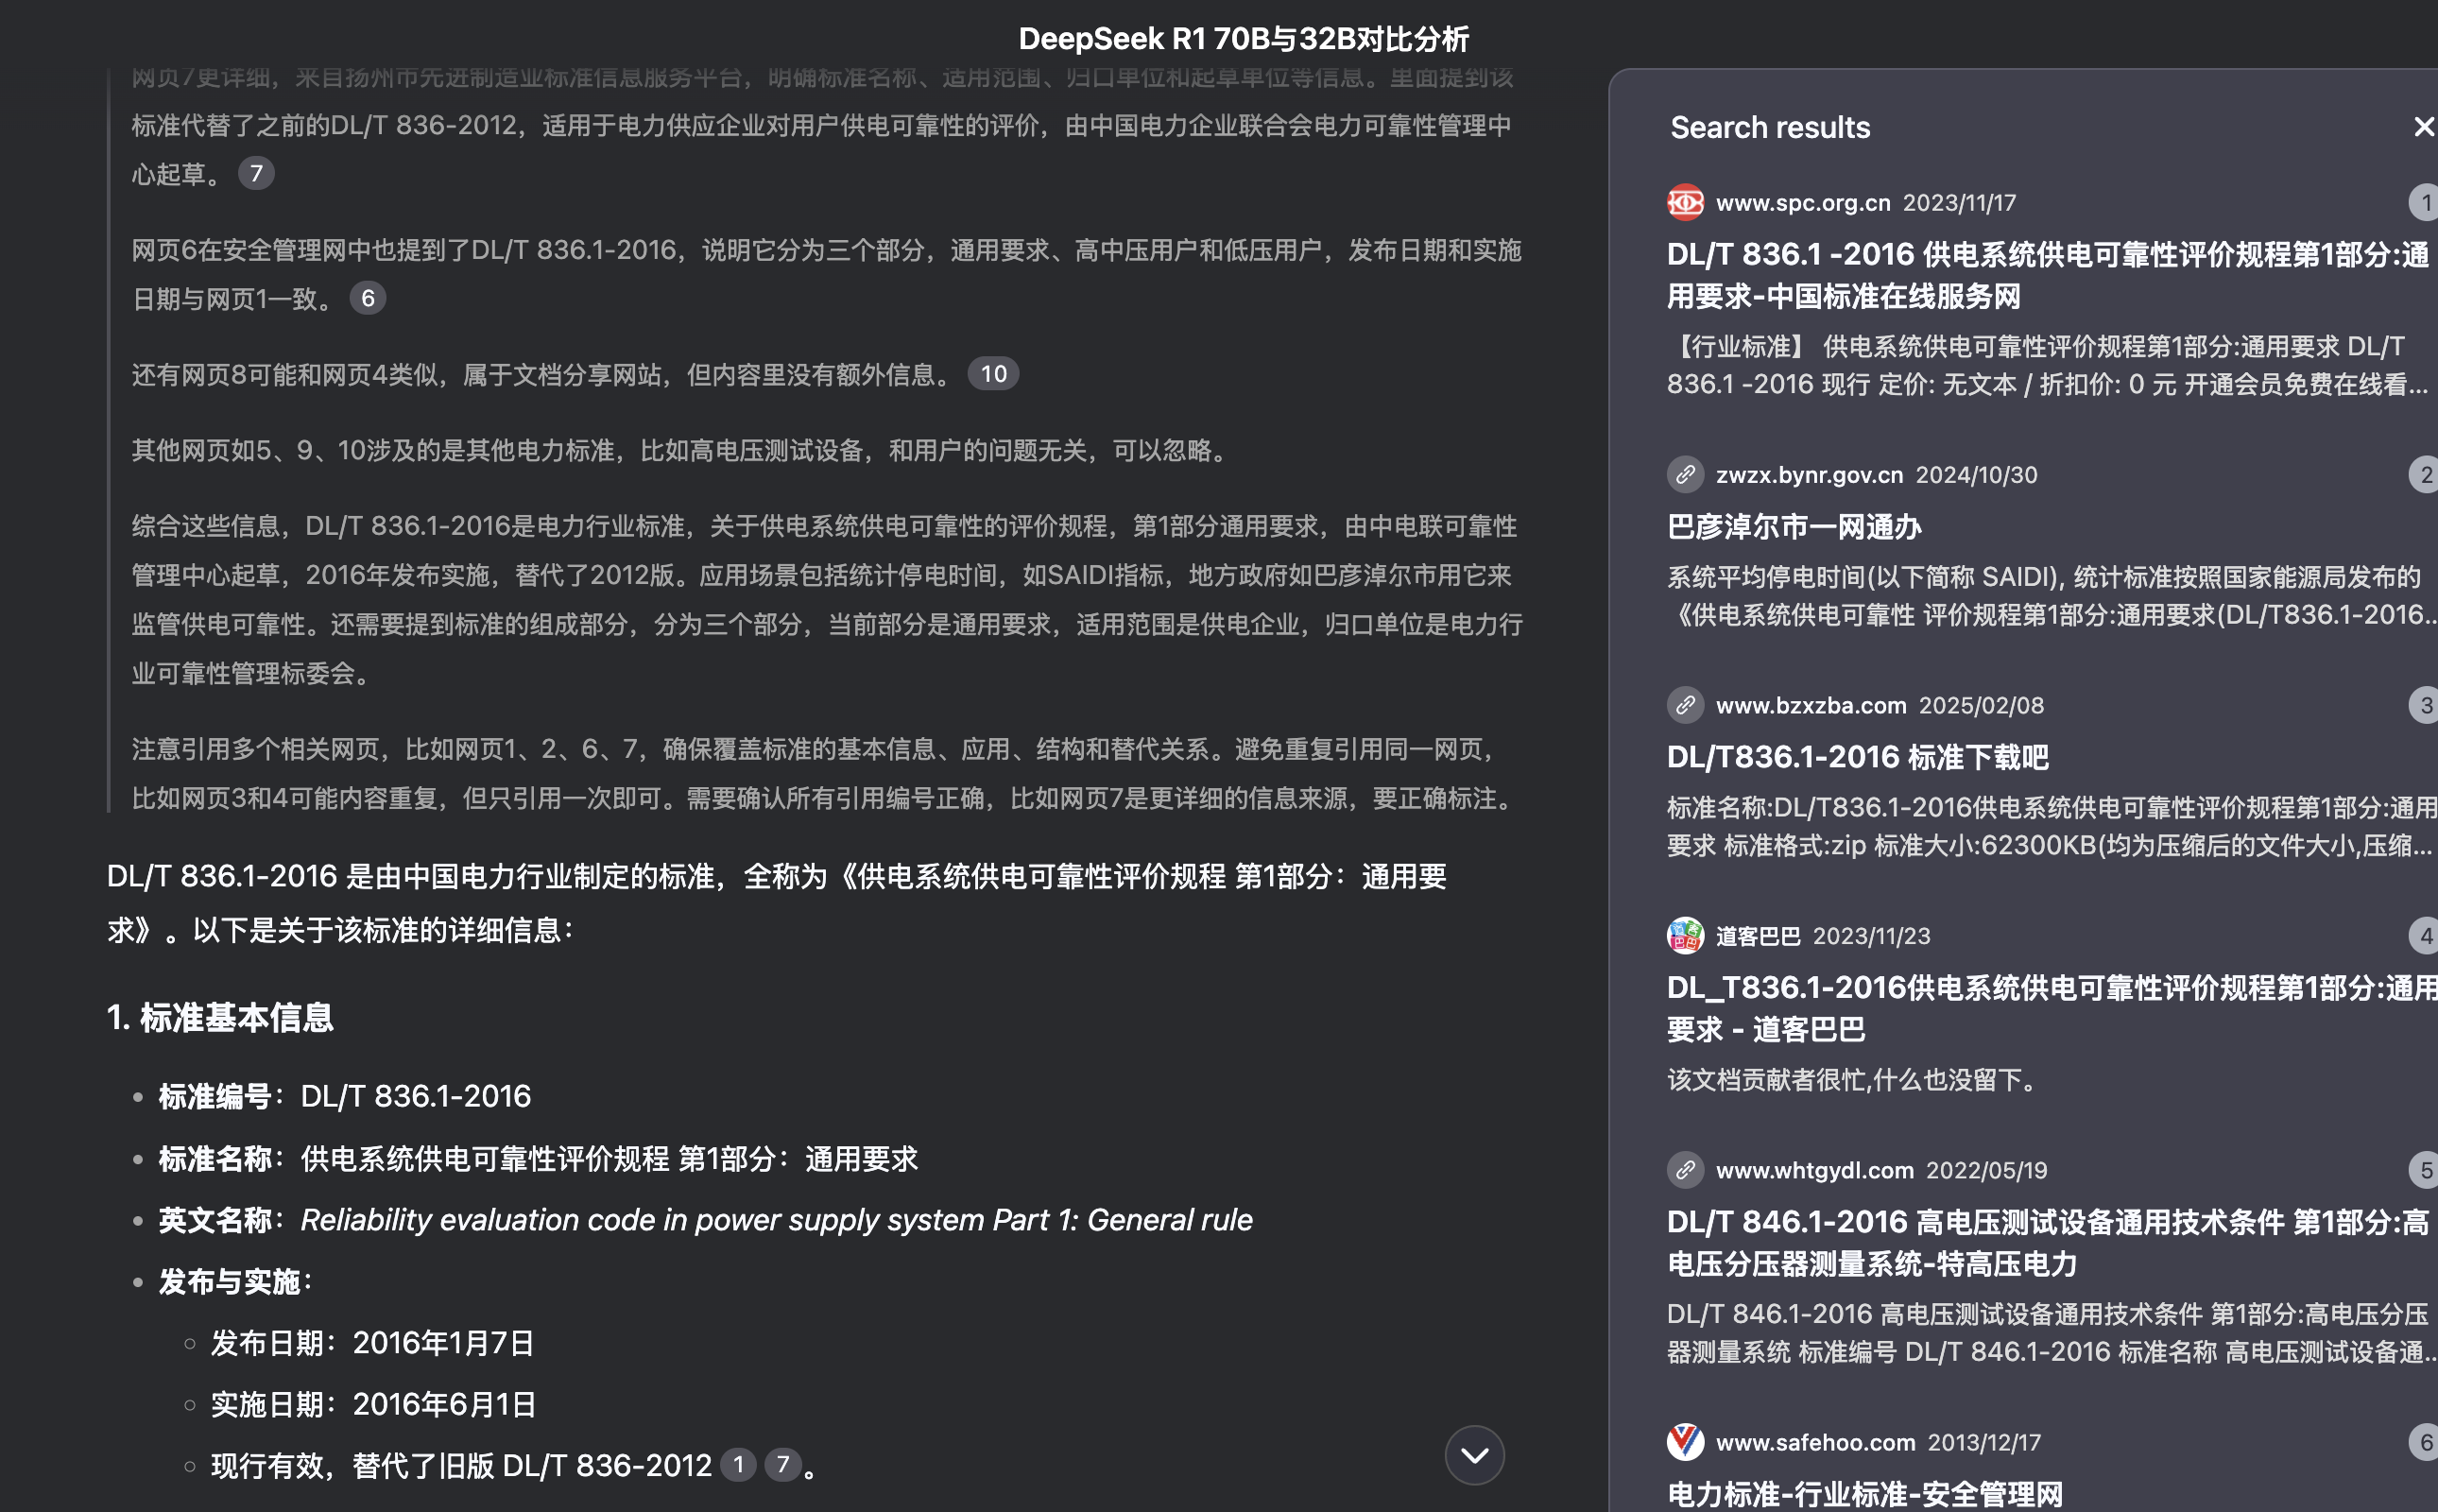 DeepSeek R1 70B与32B对比分析
网页7更详细，来自扬州市先进制造业标准信息服务平台，明确标准名称、适用范围、归口单位和起草单位等信息。里面提到该
标准代替了之前的DL/T 836-2012，适用于电力供应企业对用户供电可靠性的评价，由中国电力企业联合会电力可靠性管理中
心起草。 7
网页6在安全管理网中也提到了DL/T 836.1-2016，说明它分为三个部分，通用要求、高中压用户和低压用户，发布日期和实施
日期与网页1一致。 6
还有网页8可能和网页4类似，属于文档分享网站，但内容里没有额外信息。 10
其他网页如5、9、10涉及的是其他电力标准，比如高电压测试设备，和用户的问题无关，可以忽略。
综合这些信息，DL/T 836.1-2016是电力行业标准，关于供电系统供电可靠性的评价规程，第1部分通用要求，由中电联可靠性
管理中心起草，2016年发布实施，替代了2012版。应用场景包括统计停电时间，如SAIDI指标，地方政府如巴彦淖尔市用它来
监管供电可靠性。还需要提到标准的组成部分，分为三个部分，当前部分是通用要求，适用范围是供电企业，归口单位是电力行
业可靠性管理标委会。
注意引用多个相关网页，比如网页1、2、6、7，确保覆盖标准的基本信息、应用、结构和替代关系。避免重复引用同一网页，
比如网页3和4可能内容重复，但只引用一次即可。需要确认所有引用编号正确，比如网页7是更详细的信息来源，要正确标注。
DL/T 836.1-2016 是由中国电力行业制定的标准，全称为《供电系统供电可靠性评价规程 第1部分：通用要
求》。以下是关于该标准的详细信息：
1. 标准基本信息
• 标准编号：DL/T 836.1-2016
• 标准名称：供电系统供电可靠性评价规程 第1部分：通用要求
• 英文名称：Reliability evaluation code in power supply system Part 1: General rule
• 发布与实施：
○ 发布日期：2016年1月7日
○ 实施日期：2016年6月1日
○ 现行有效，替代了旧版 DL/T 836-2012 1 7 。
Search results
www.spc.org.cn 2023/11/17 1
DL/T 836.1 -2016 供电系统供电可靠性评价规程第1部分:通
用要求-中国标准在线服务网
【行业标准】 供电系统供电可靠性评价规程第1部分:通用要求 DL/T
836.1 -2016 现行 定价: 无文本 / 折扣价: 0 元 开通会员免费在线看...
zwzx.bynr.gov.cn 2024/10/30 2
巴彦淖尔市一网通办
系统平均停电时间(以下简称 SAIDI), 统计标准按照国家能源局发布的
《供电系统供电可靠性 评价规程第1部分:通用要求(DL/T836.1-2016...
www.bzxzba.com 2025/02/08 3
DL/T836.1-2016 标准下载吧
标准名称:DL/T836.1-2016供电系统供电可靠性评价规程第1部分:通用
要求 标准格式:zip 标准大小:62300KB(均为压缩后的文件大小,压缩...
道客巴巴 2023/11/23 4
DL_T836.1-2016供电系统供电可靠性评价规程第1部分:通用
要求 - 道客巴巴
该文档贡献者很忙,什么也没留下。
www.whtgydl.com 2022/05/19 5
DL/T 846.1-2016 高电压测试设备通用技术条件 第1部分:高
电压分压器测量系统-特高压电力
DL/T 846.1-2016 高电压测试设备通用技术条件 第1部分:高电压分压
器测量系统 标准编号 DL/T 846.1-2016 标准名称 高电压测试设备通...
www.safehoo.com 2013/12/17 6
电力标准-行业标准-安全管理网